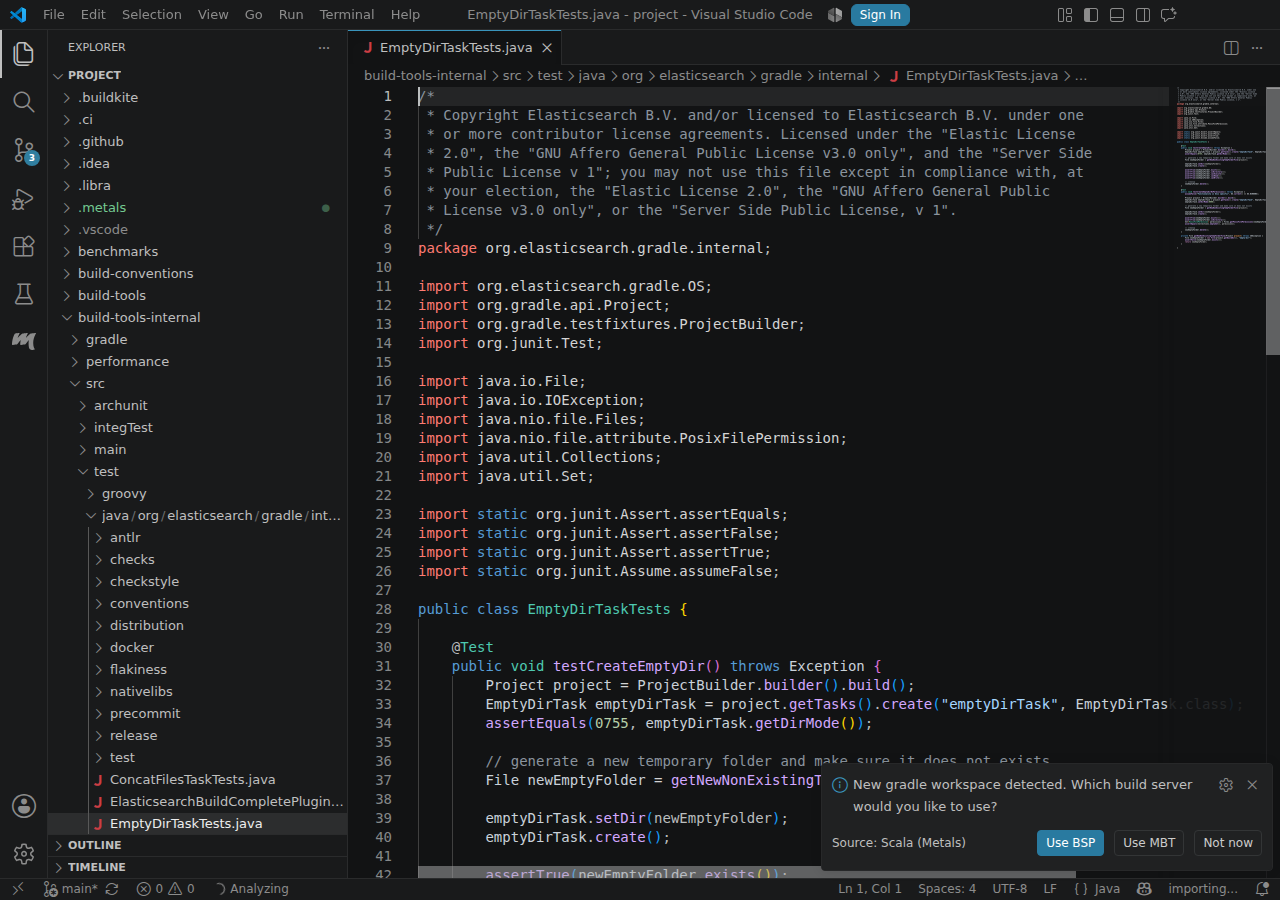 File Edit Selection View Go Run Terminal Help EmptyDirTaskTests.java - project - Visual Studio Code Sign In
EXPLORER
PROJECT
.buildkite
.ci
.github
.idea
.libra
.metals
.vscode
benchmarks
build-conventions
build-tools
build-tools-internal
gradle
performance
src
archunit
integTest
main
test
groovy
java/org/elasticsearch/gradle/int...
antlr
checks
checkstyle
conventions
distribution
docker
flakiness
nativelibs
precommit
release
test
ConcatFilesTaskTests.java
ElasticsearchBuildCompletePlugin...
EmptyDirTaskTests.java
OUTLINE
TIMELINE
3
EmptyDirTaskTests.java
build-tools-internal > src > test > java > org > elasticsearch > gradle > internal > EmptyDirTaskTests.java > ...
1 /*
2  * Copyright Elasticsearch B.V. and/or licensed to Elasticsearch B.V. under one
3  * or more contributor license agreements. Licensed under the "Elastic License
4  * 2.0", the "GNU Affero General Public License v3.0 only", and the "Server Side
5  * Public License v 1"; you may not use this file except in compliance with, at
6  * your election, the "Elastic License 2.0", the "GNU Affero General Public
7  * License v3.0 only", or the "Server Side Public License, v 1".
8  */
9 package org.elasticsearch.gradle.internal;
10
11 import org.elasticsearch.gradle.OS;
12 import org.gradle.api.Project;
13 import org.gradle.testfixtures.ProjectBuilder;
14 import org.junit.Test;
15
16 import java.io.File;
17 import java.io.IOException;
18 import java.nio.file.Files;
19 import java.nio.file.attribute.PosixFilePermission;
20 import java.util.Collections;
21 import java.util.Set;
22
23 import static org.junit.Assert.assertEquals;
24 import static org.junit.Assert.assertFalse;
25 import static org.junit.Assert.assertTrue;
26 import static org.junit.Assume.assumeFalse;
27
28 public class EmptyDirTaskTests {
29
30     @Test
31     public void testCreateEmptyDir() throws Exception {
32         Project project = ProjectBuilder.builder().build();
33         EmptyDirTask emptyDirTask = project.getTasks().create("emptyDirTask", EmptyDirTask.class);
34         assertEquals(0755, emptyDirTask.getDirMode());
35
36         // generate a new temporary folder and make sure it does not exists
37         File newEmptyFolder = getNewNonExistingT
38
39         emptyDirTask.setDir(newEmptyFolder);
40         emptyDirTask.create();
41
42         assertTrue(newEmptyFolder.exists());
New gradle workspace detected. Which build server
would you like to use?
Source: Scala (Metals) Use BSP Use MBT Not now
main* 0 0 Analyzing Ln 1, Col 1 Spaces: 4 UTF-8 LF { } Java importing...